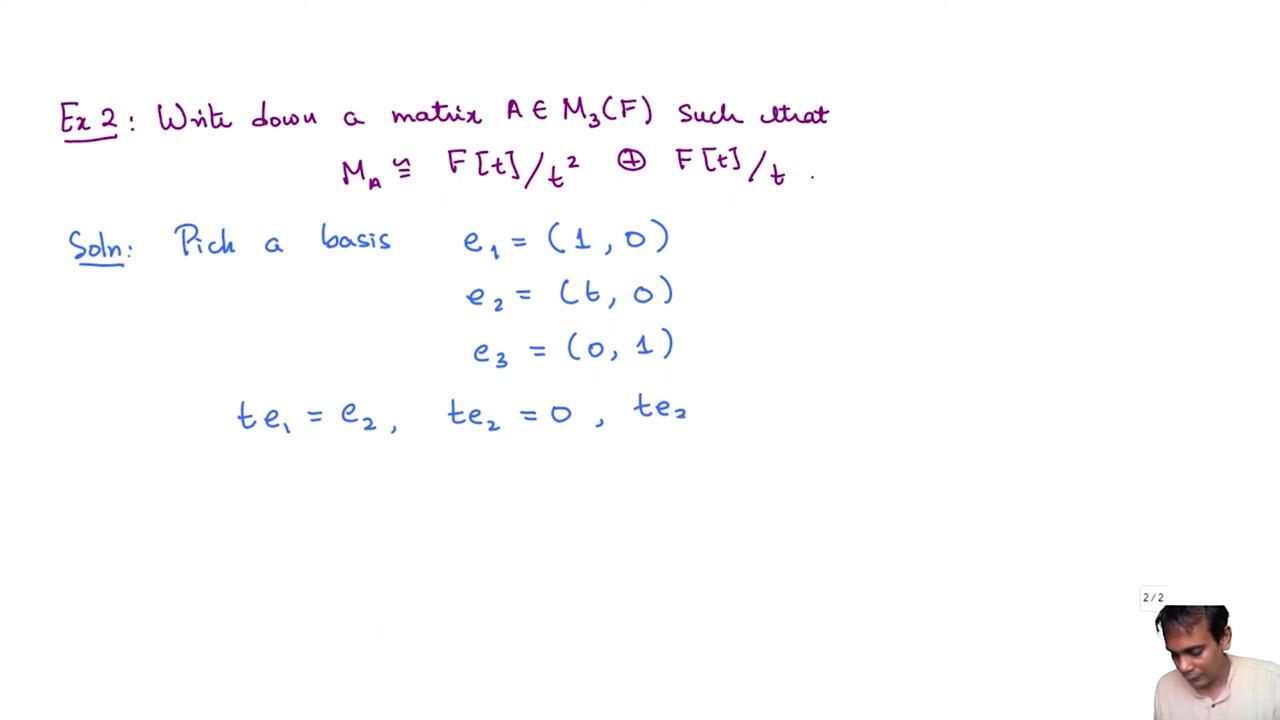 Ex 2: Write down a matrix A ∈ M₃(F) such that
M_A ≅ F[t]/t² ⊕ F[t]/t .
Soln: Pick a basis e₁ = (1, 0)
e₂ = (t, 0)
e₃ = (0, 1)
te₁ = e₂, te₂ = 0, te₃
2/2